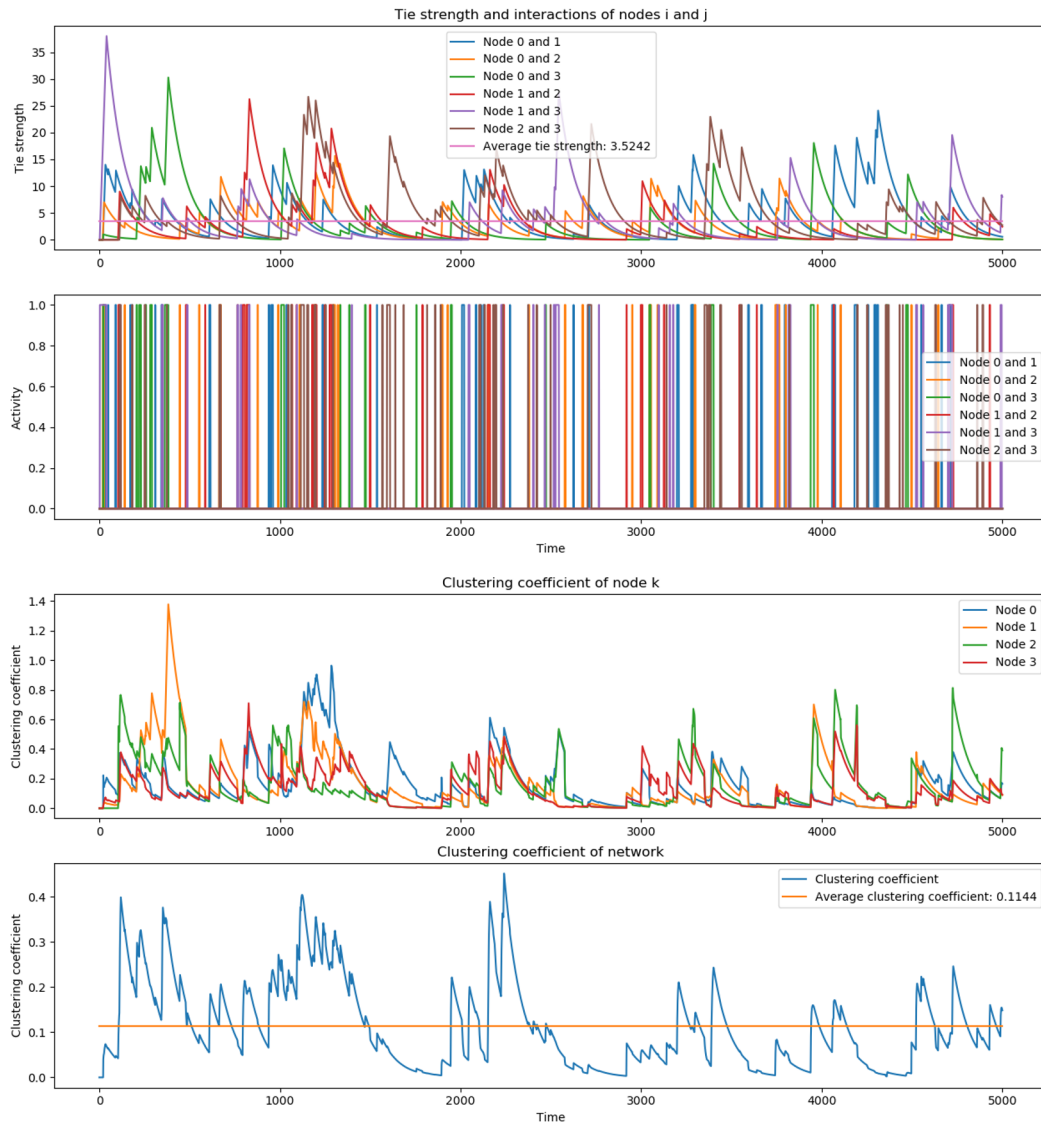 Tie strength and interactions of nodes i and j
Tie strength
35
30
25
20
15
10
5
0
Node 0 and 1
Node 0 and 2
Node 0 and 3
Node 1 and 2
Node 1 and 3
Node 2 and 3
Average tie strength: 3.5242
0 1000 2000 3000 4000 5000
Activity
1.0
0.8
0.6
0.4
0.2
0.0
Node 0 and 1
Node 0 and 2
Node 0 and 3
Node 1 and 2
Node 1 and 3
Node 2 and 3
0 1000 2000 3000 4000 5000
Time
Clustering coefficient of node k
Clustering coefficient
1.4
1.2
1.0
0.8
0.6
0.4
0.2
0.0
Node 0
Node 1
Node 2
Node 3
0 1000 2000 3000 4000 5000
Clustering coefficient of network
Clustering coefficient
0.4
0.3
0.2
0.1
0.0
Clustering coefficient
Average clustering coefficient: 0.1144
0 1000 2000 3000 4000 5000
Time